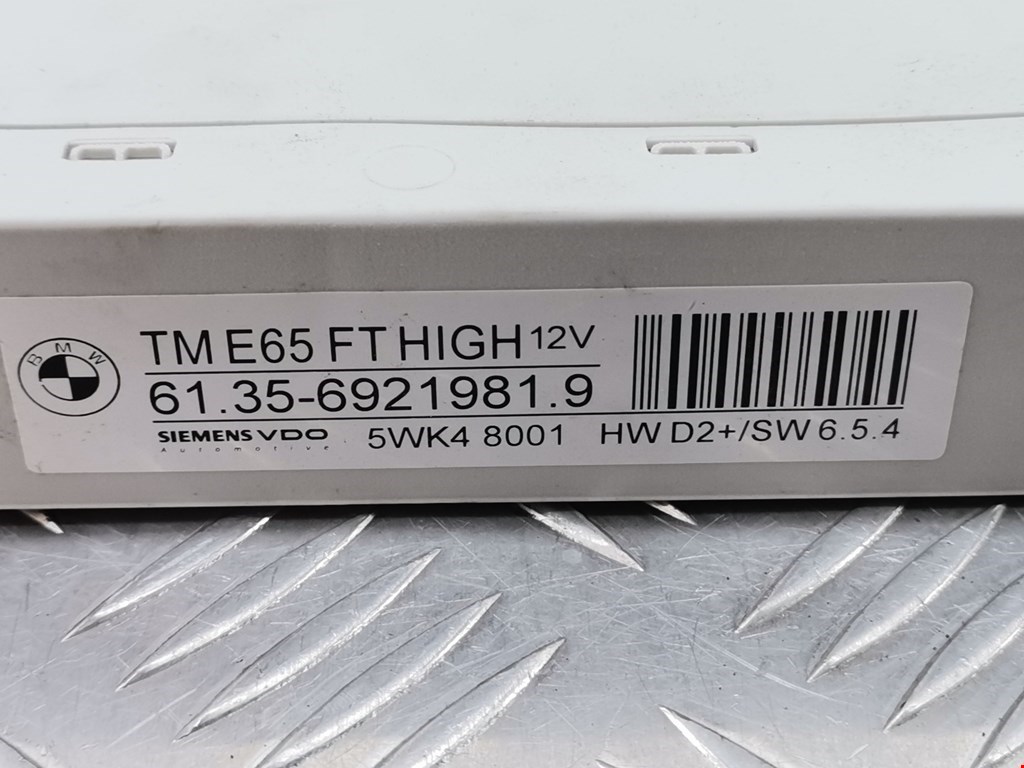 BMW
TM E65 FT HIGH 12V
61.35-6921981.9
SIEMENS VDO 5WK4 8001 HW D2+/SW 6.5.4
Automotive